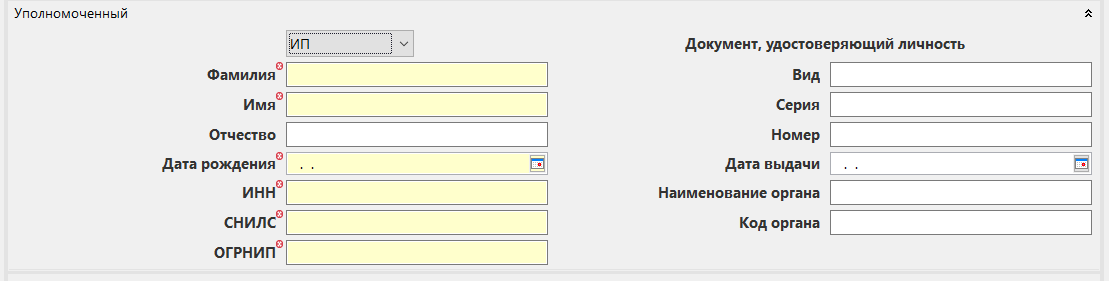 Уполномоченный
ИП
Документ, удостоверяющий личность
Фамилия
Вид
Имя
Серия
Отчество
Номер
Дата рождения . .
Дата выдачи . .
ИНН
Наименование органа
СНИЛС
Код органа
ОГРНИП